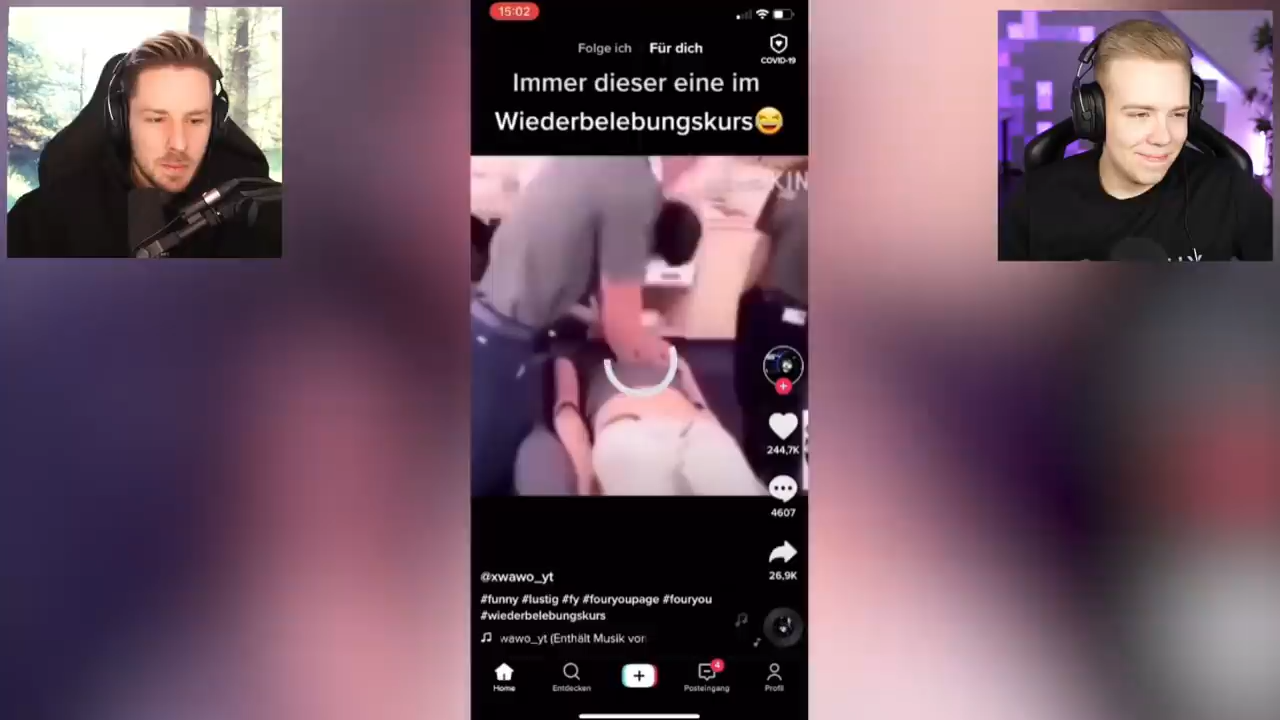 15:02
Folge ich Für dich
COVID-19
Immer dieser eine im
Wiederbelebungskurs😆
244,7K
4607
26,9K
@xwawo_yt
#funny #lustig #fy #fouryoupage #fouryou
#wiederbelebungskurs
wawo_yt (Enthält Musik von
4
Home Entdecken Posteingang Profil